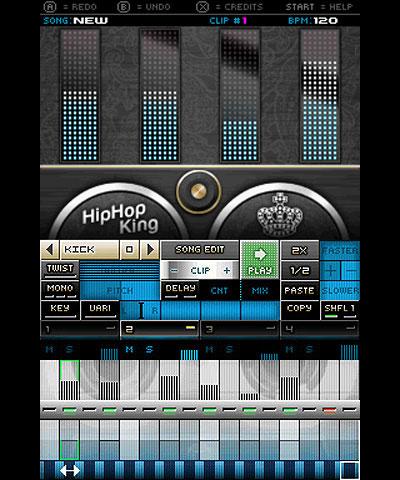 A = REDO B = UNDO X = CREDITS START = HELP
SONG:NEW CLIP #1 BPM:120
HipHop King
KICK 0 SONG EDIT 2X FASTER
TWIST - CLIP + PLAY 1/2 - +
MONO PITCH DELAY CNT MIX PASTE SLOWER
KEY VARI L R COPY SHFL 1
1 2 3 4
M S M S M S M S